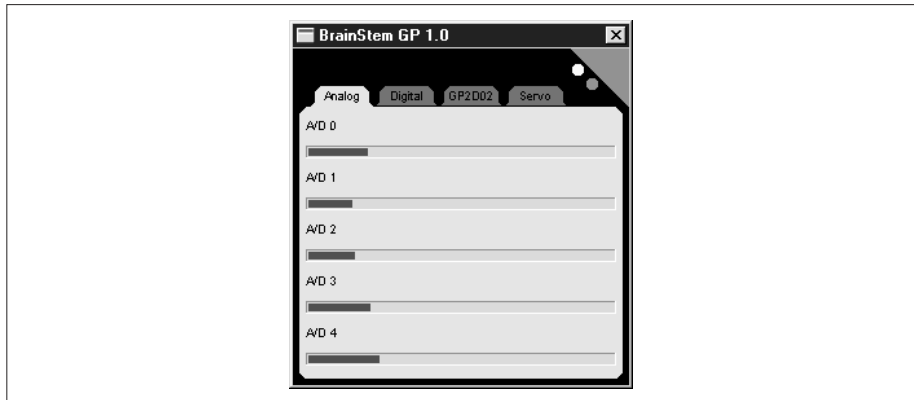 BrainStem GP 1.0
Analog Digital GP2D02 Servo
A/D 0
A/D 1
A/D 2
A/D 3
A/D 4